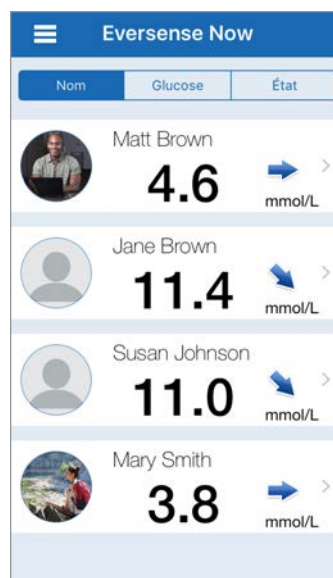 Eversense Now
Nom Glucose État
Matt Brown
4.6
mmol/L
Jane Brown
11.4
mmol/L
Susan Johnson
11.0
mmol/L
Mary Smith
3.8
mmol/L